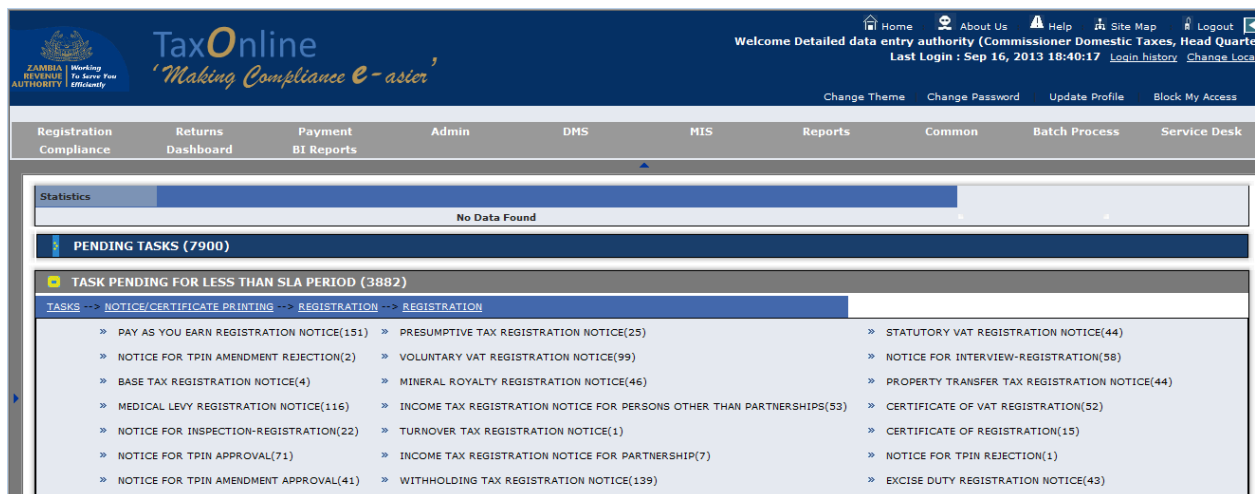 Home About Us Help Site Map Logout
Welcome Detailed data entry authority (Commissioner Domestic Taxes, Head Quarte
Last Login : Sep 16, 2013 18:40:17 Login history Change Loca
ZAMBIA REVENUE AUTHORITY
Working To Serve You Efficiently
TaxOnline
'Making Compliance e-asier'
Change Theme Change Password Update Profile Block My Access
Registration Returns Payment Admin DMS MIS Reports Common Batch Process Service Desk
Compliance Dashboard BI Reports
Statistics
No Data Found
PENDING TASKS (7900)
TASK PENDING FOR LESS THAN SLA PERIOD (3882)
TASKS --> NOTICE/CERTIFICATE PRINTING --> REGISTRATION --> REGISTRATION
» PAY AS YOU EARN REGISTRATION NOTICE(151) » PRESUMPTIVE TAX REGISTRATION NOTICE(25) » STATUTORY VAT REGISTRATION NOTICE(44)
» NOTICE FOR TPIN AMENDMENT REJECTION(2) » VOLUNTARY VAT REGISTRATION NOTICE(99) » NOTICE FOR INTERVIEW-REGISTRATION(58)
» BASE TAX REGISTRATION NOTICE(4) » MINERAL ROYALTY REGISTRATION NOTICE(46) » PROPERTY TRANSFER TAX REGISTRATION NOTICE(44)
» MEDICAL LEVY REGISTRATION NOTICE(116) » INCOME TAX REGISTRATION NOTICE FOR PERSONS OTHER THAN PARTNERSHIPS(53) » CERTIFICATE OF VAT REGISTRATION(52)
» NOTICE FOR INSPECTION-REGISTRATION(22) » TURNOVER TAX REGISTRATION NOTICE(1) » CERTIFICATE OF REGISTRATION(15)
» NOTICE FOR TPIN APPROVAL(71) » INCOME TAX REGISTRATION NOTICE FOR PARTNERSHIP(7) » NOTICE FOR TPIN REJECTION(1)
» NOTICE FOR TPIN AMENDMENT APPROVAL(41) » WITHHOLDING TAX REGISTRATION NOTICE(139) » EXCISE DUTY REGISTRATION NOTICE(43)